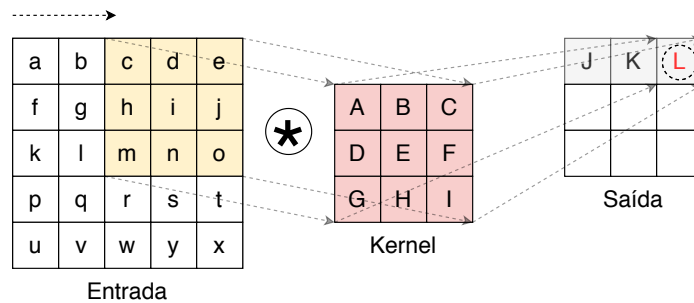 a b c d e
f g h i j
k l m n o
p q r s t
u v w y x
Entrada
*
A B C
D E F
G H I
Kernel
J K L
Saída